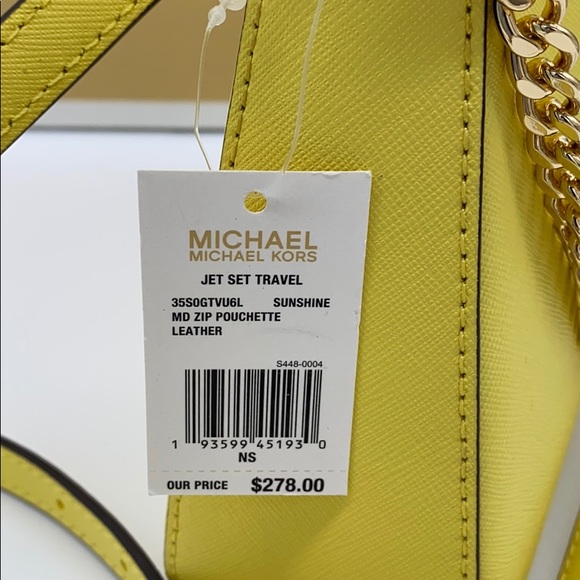 MICHAEL
MICHAEL KORS
JET SET TRAVEL
35S0GTVU6L SUNSHINE
MD ZIP POUCHETTE
LEATHER
S448-0004
1 93599 45193 0
NS
OUR PRICE $278.00